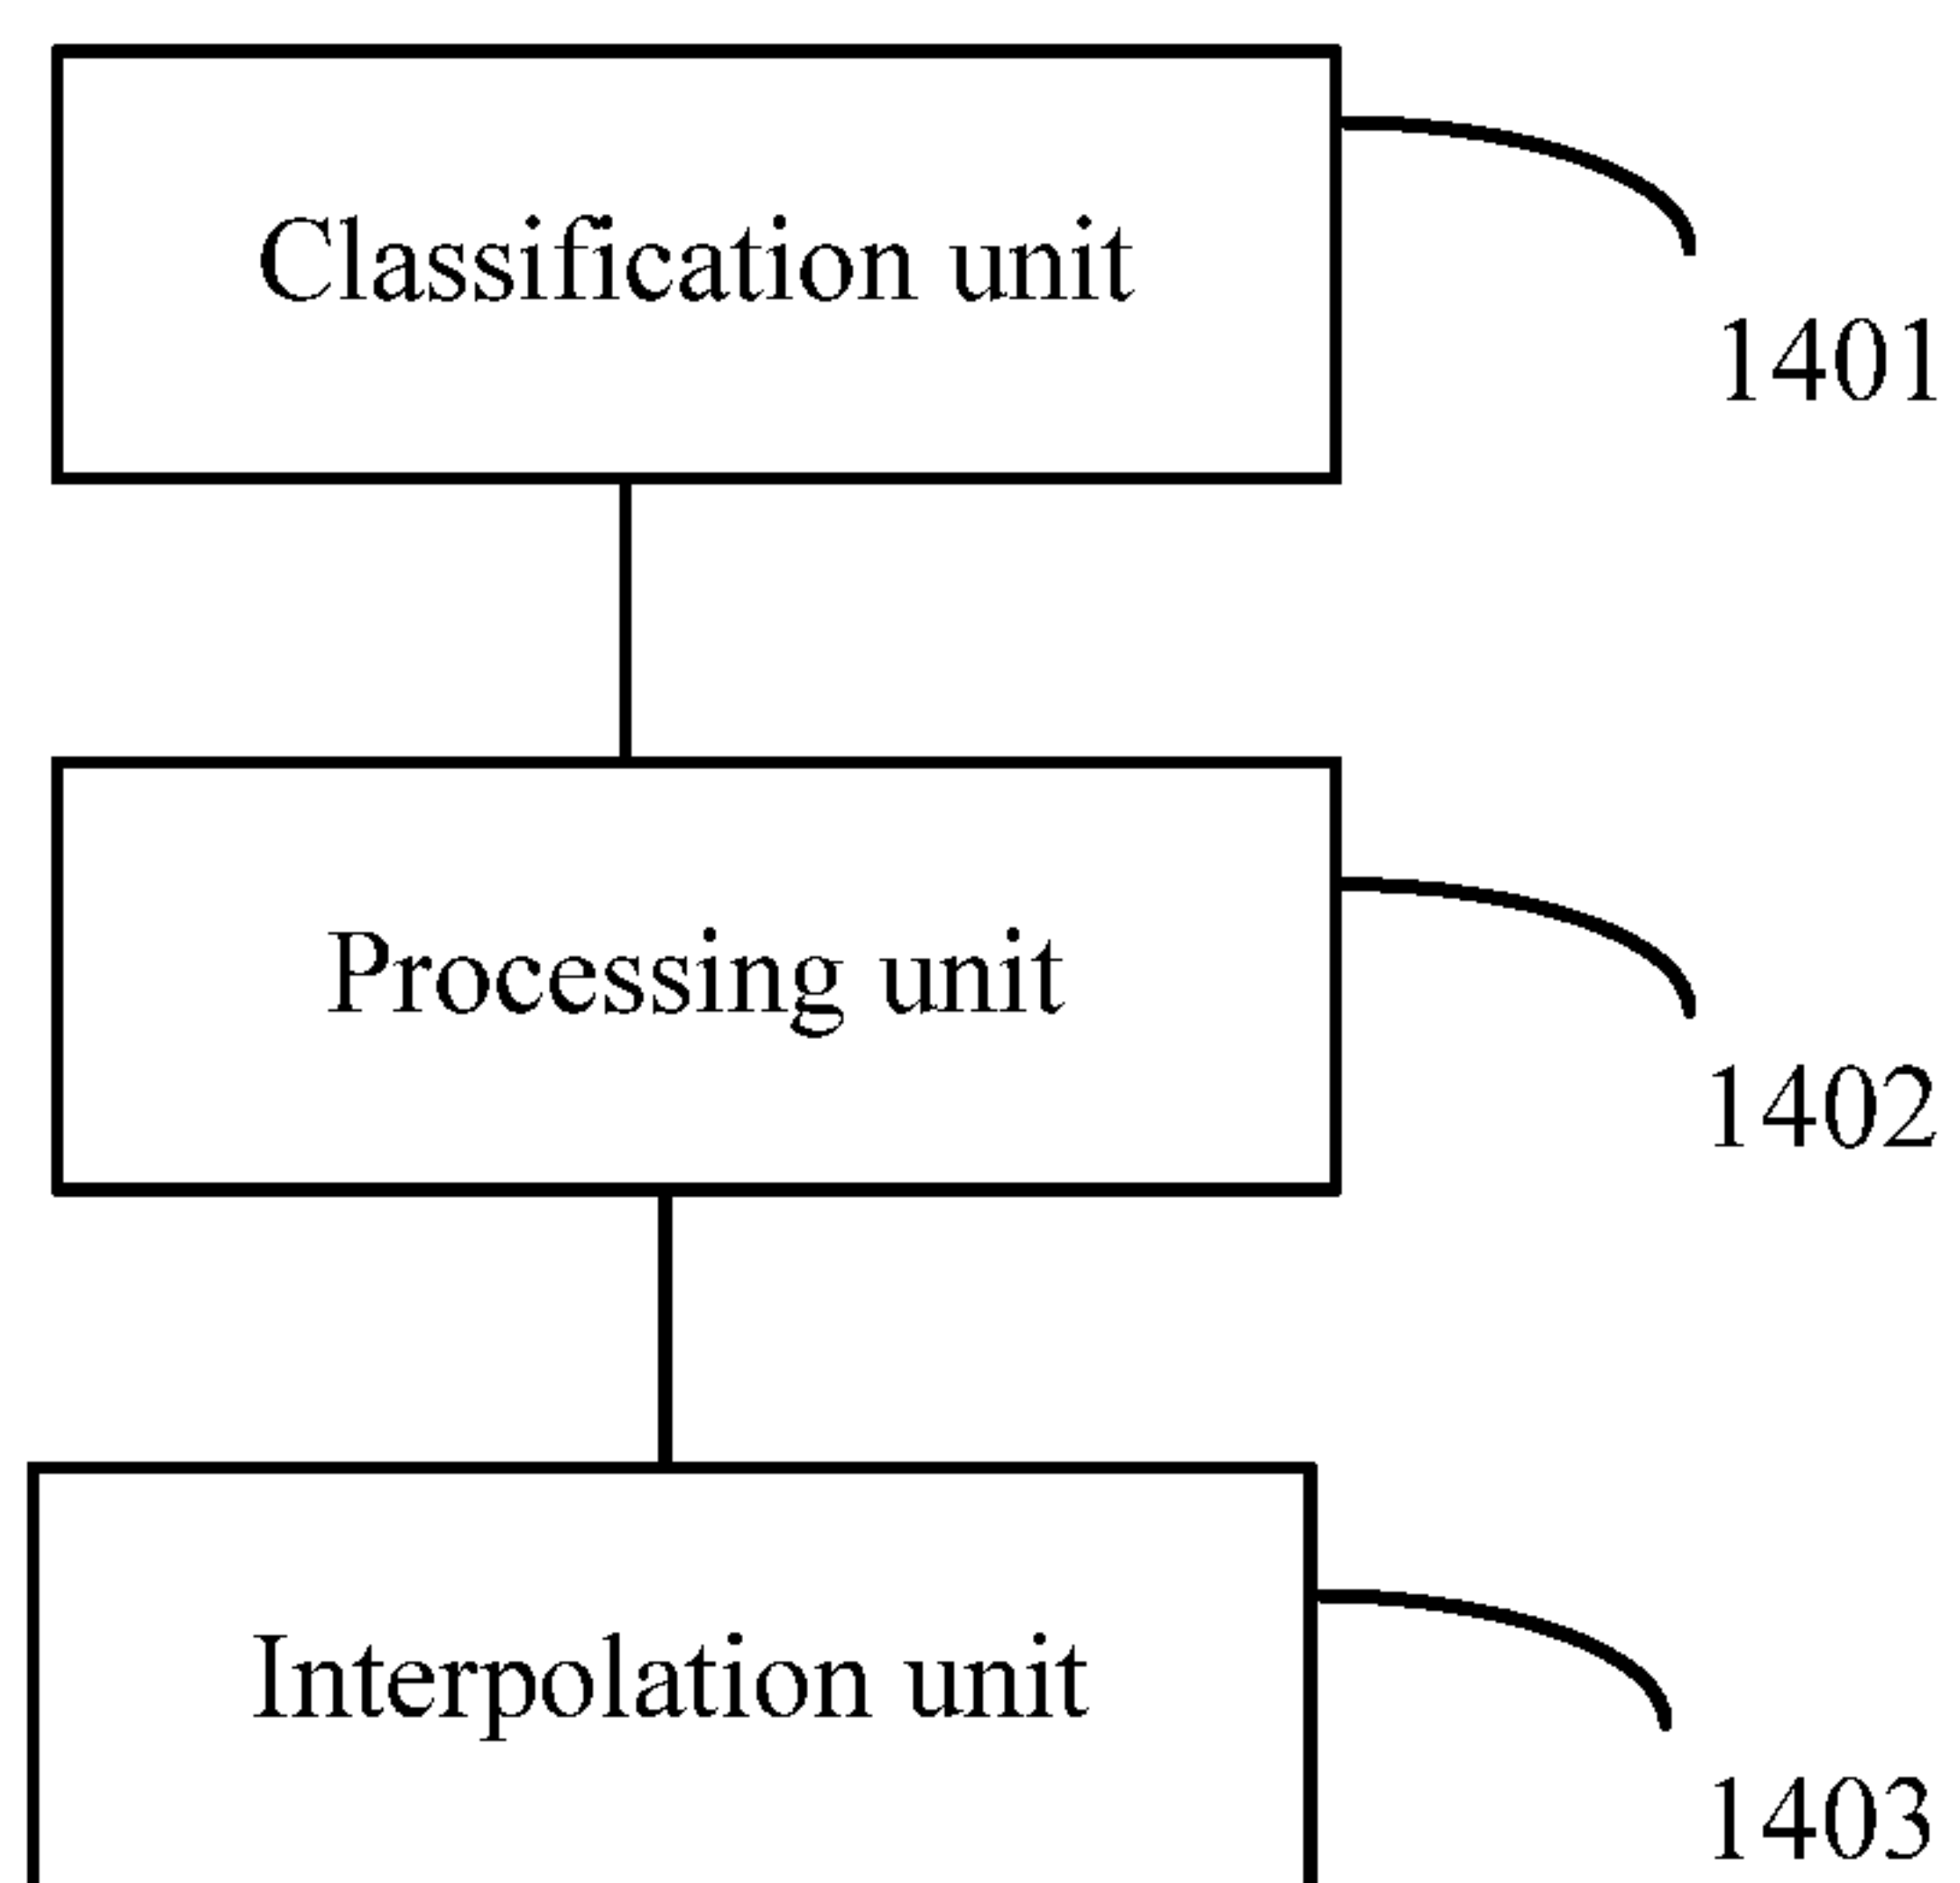 Classification unit
1401
Processing unit
1402
Interpolation unit
1403